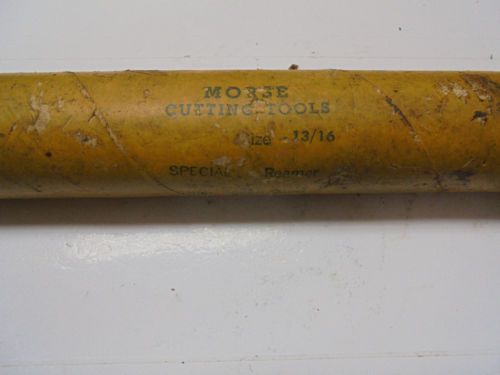 MORSE
CUTTING TOOLS
Size 13/16
SPECIAL Reamer